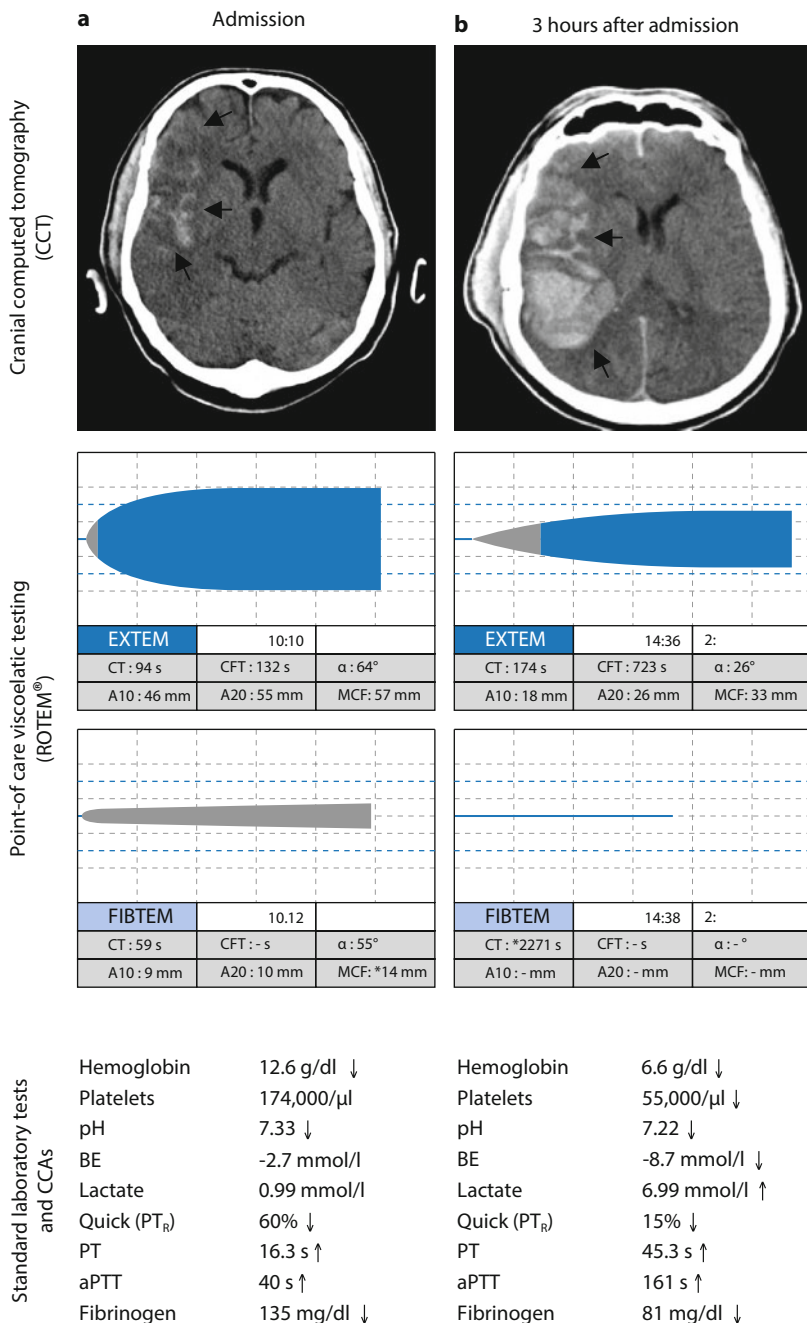 a Admission
b 3 hours after admission
Cranial computed tomography
(CCT)
Point-of care viscoelatic testing
(ROTEM®)
EXTEM 10:10
CT : 94 s CFT : 132 s α : 64°
A10 : 46 mm A20 : 55 mm MCF: 57 mm
EXTEM 14:36 2:
CT : 174 s CFT : 723 s α : 26°
A10 : 18 mm A20 : 26 mm MCF: 33 mm
FIBTEM 10.12
CT : 59 s CFT : - s α : 55°
A10 : 9 mm A20 : 10 mm MCF: *14 mm
FIBTEM 14:38 2:
CT : *2271 s CFT : - s α : - °
A10 : - mm A20 : - mm MCF: - mm
Standard laboratory tests
and CCAs
Hemoglobin 12.6 g/dl ↓
Platelets 174,000/µl
pH 7.33 ↓
BE -2.7 mmol/l
Lactate 0.99 mmol/l
Quick (PTR) 60% ↓
PT 16.3 s ↑
aPTT 40 s ↑
Fibrinogen 135 mg/dl ↓
Hemoglobin 6.6 g/dl ↓
Platelets 55,000/µl ↓
pH 7.22 ↓
BE -8.7 mmol/l ↓
Lactate 6.99 mmol/l ↑
Quick (PTR) 15% ↓
PT 45.3 s ↑
aPTT 161 s ↑
Fibrinogen 81 mg/dl ↓